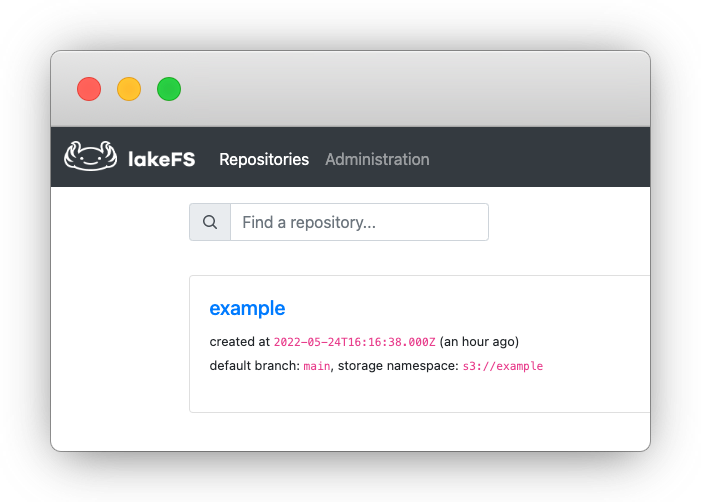 lakeFS Repositories Administration
Find a repository...
example
created at 2022-05-24T16:16:38.000Z (an hour ago)
default branch: main, storage namespace: s3://example